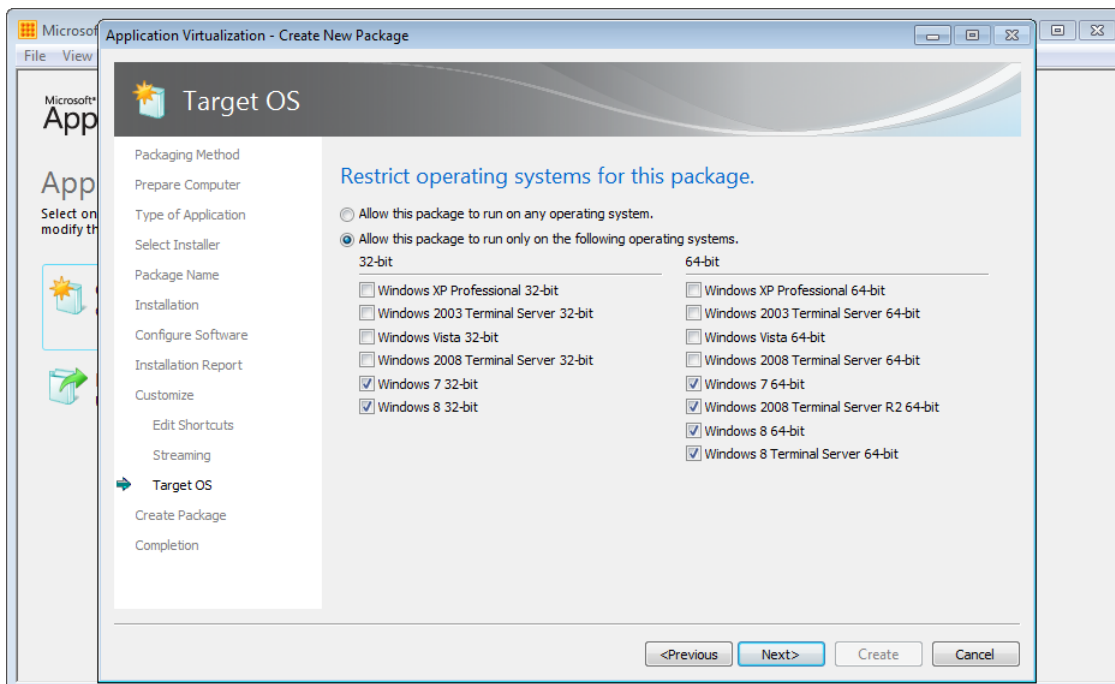 Microsof
Application Virtualization - Create New Package
File View
Microsoft
App
App
Select on
modify th
Target OS
Packaging Method
Prepare Computer
Type of Application
Select Installer
Package Name
Installation
Configure Software
Installation Report
Customize
Edit Shortcuts
Streaming
Target OS
Create Package
Completion
Restrict operating systems for this package.
Allow this package to run on any operating system.
Allow this package to run only on the following operating systems.
32-bit
Windows XP Professional 32-bit
Windows 2003 Terminal Server 32-bit
Windows Vista 32-bit
Windows 2008 Terminal Server 32-bit
Windows 7 32-bit
Windows 8 32-bit
64-bit
Windows XP Professional 64-bit
Windows 2003 Terminal Server 64-bit
Windows Vista 64-bit
Windows 2008 Terminal Server 64-bit
Windows 7 64-bit
Windows 2008 Terminal Server R2 64-bit
Windows 8 64-bit
Windows 8 Terminal Server 64-bit
<Previous
Next>
Create
Cancel